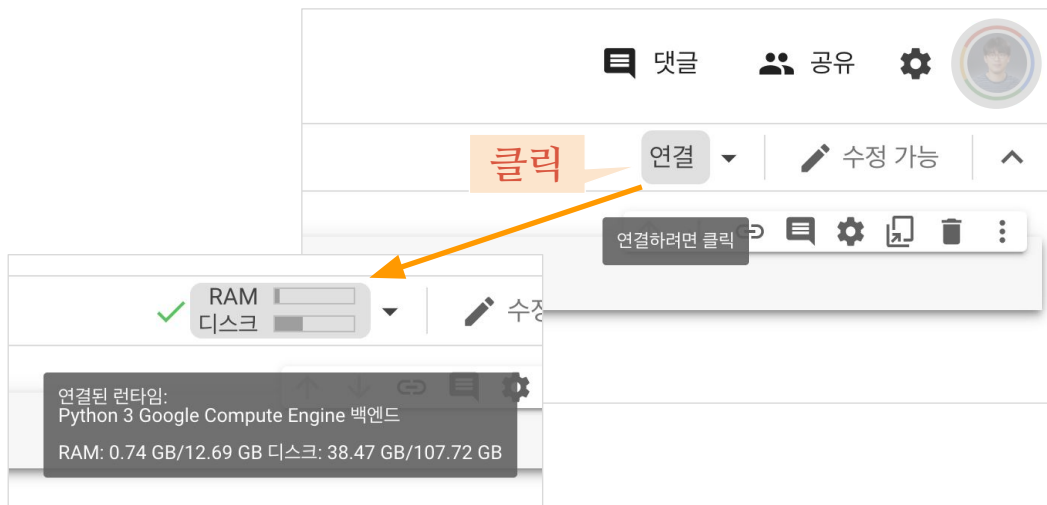 댓글
공유
클릭
연결
수정 가능
연결하려면 클릭
RAM
디스크
수정
연결된 런타임:
Python 3 Google Compute Engine 백엔드
RAM: 0.74 GB/12.69 GB 디스크: 38.47 GB/107.72 GB